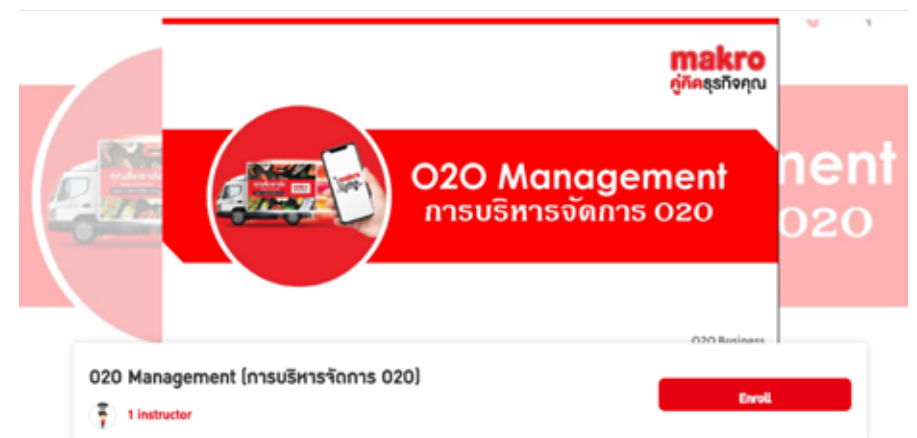 makro
คู่คิดธุรกิจคุณ
O2O Management
การบริหารจัดการ O2O
nent
O2O
O2O Business
O2O Management (การบริหารจัดการ O2O)
1 instructor
Enroll